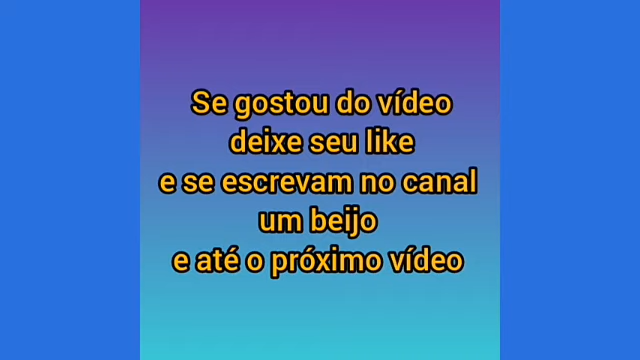 Se gostou do vídeo
deixe seu like
e se escrevam no canal
um beijo
e até o próximo vídeo